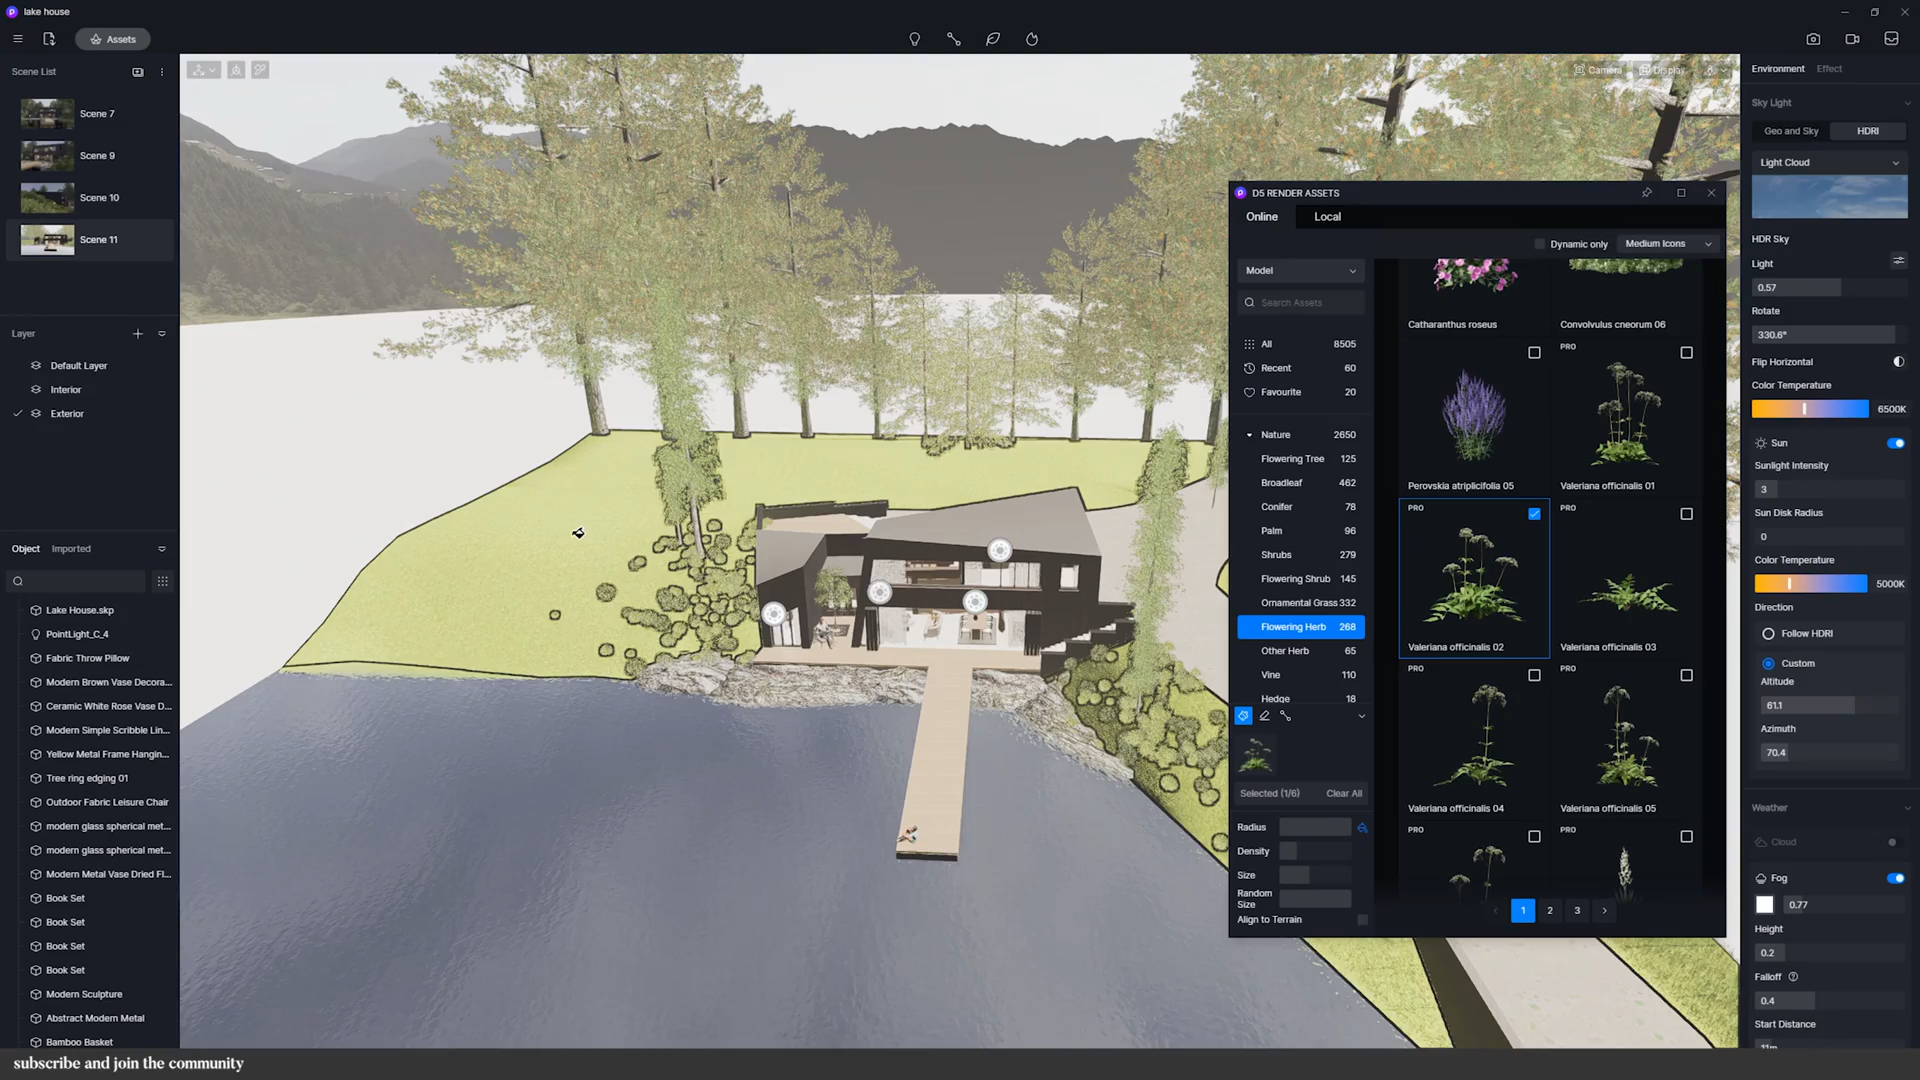 lake house
Assets
Scene List
Scene 7
Scene 9
Scene 10
Scene 11
Layer
Default Layer
Interior
Exterior
Object Imported
Lake House.skp
PointLight_C_4
Fabric Throw Pillow
Modern Brown Vase Decora...
Ceramic White Rose Vase D...
Modern Simple Scribble Lin...
Yellow Metal Frame Hangin...
Tree ring edging 01
Outdoor Fabric Leisure Chair
modern glass spherical met...
modern glass spherical met...
Modern Metal Vase Dried Fl...
Book Set
Book Set
Book Set
Book Set
Modern Sculpture
Abstract Modern Metal
Bamboo Basket
subscribe and join the community
Camera Display
D5 RENDER ASSETS
Online Local
Dynamic only Medium Icons
Model
Search Assets
All 8505
Recent 60
Favourite 20
Nature 2650
Flowering Tree 125
Broadleaf 462
Conifer 78
Palm 96
Shrubs 279
Flowering Shrub 145
Ornamental Grass 332
Flowering Herb 268
Other Herb 65
Vine 110
Hedge 18
Selected (1/6) Clear All
Radius
Density
Size
Random
Size
Align to Terrain
Catharanthus roseus
Convolvulus cneorum 06
Perovskia atriplicifolia 05
PRO
Valeriana officinalis 01
PRO
Valeriana officinalis 02
PRO
Valeriana officinalis 03
PRO
Valeriana officinalis 04
PRO
Valeriana officinalis 05
PRO
PRO
1 2 3
Environment Effect
Sky Light
Geo and Sky HDRI
Light Cloud
HDR Sky
Light
0.57
Rotate
330.6°
Flip Horizontal
Color Temperature
6500K
Sun
Sunlight Intensity
3
Sun Disk Radius
0
Color Temperature
5000K
Direction
Follow HDRI
Custom
Altitude
61.1
Azimuth
70.4
Weather
Cloud
Fog
0.77
Height
0.2
Falloff
0.4
Start Distance